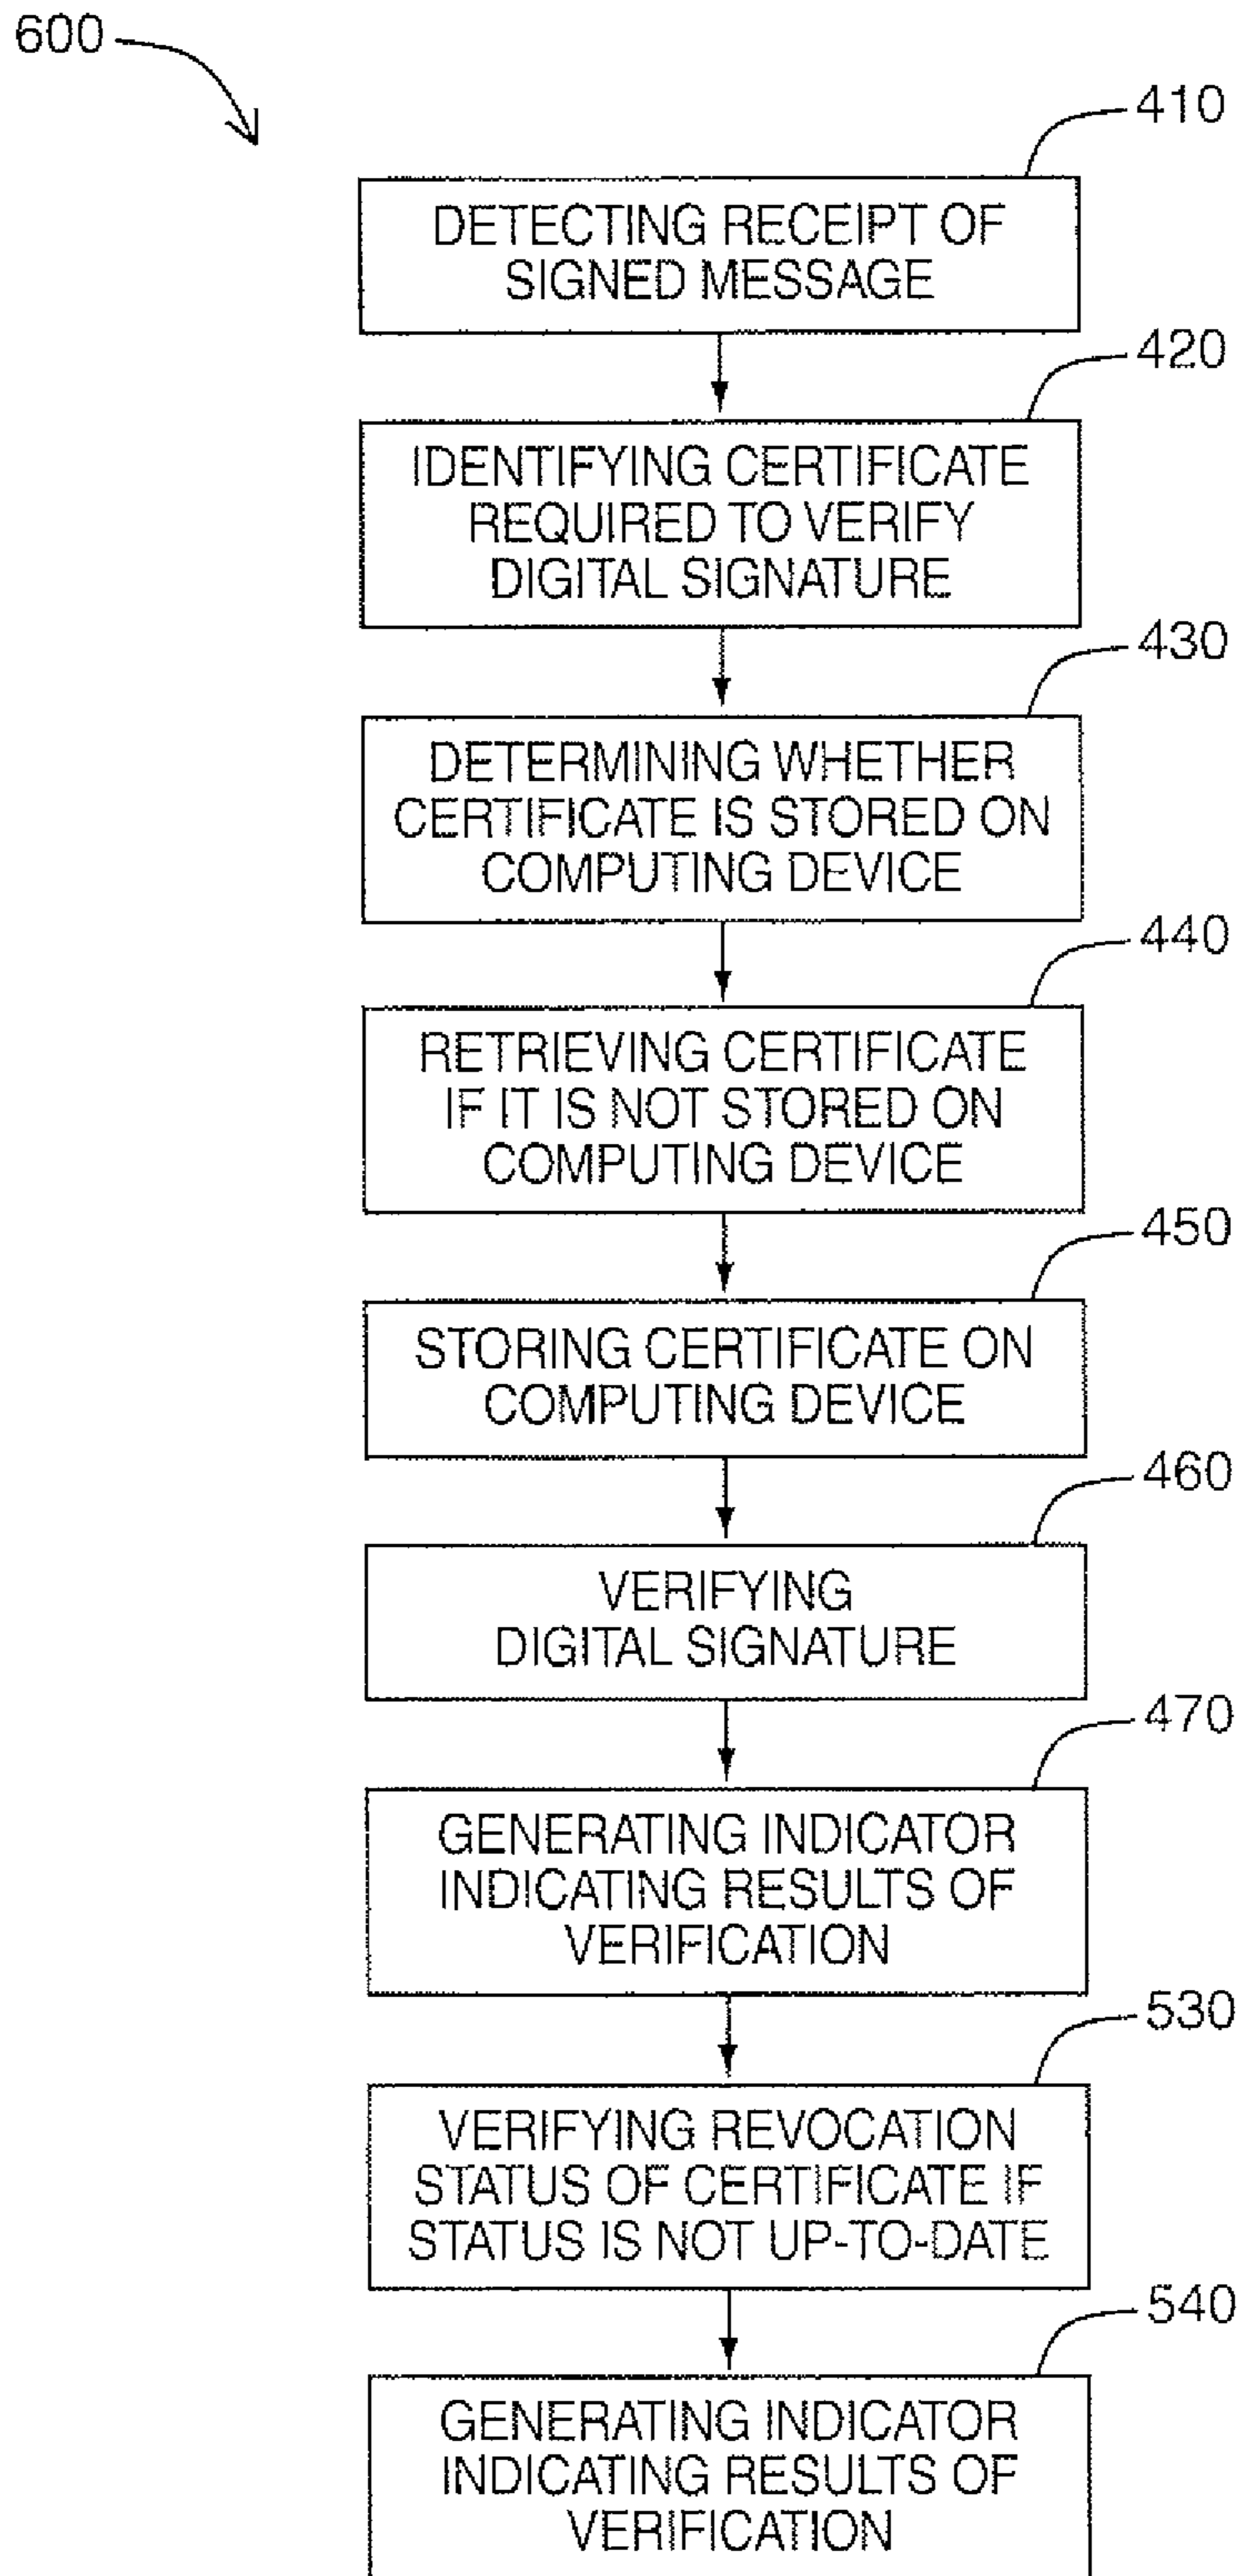 600
410
DETECTING RECEIPT OF
SIGNED MESSAGE
420
IDENTIFYING CERTIFICATE
REQUIRED TO VERIFY
DIGITAL SIGNATURE
430
DETERMINING WHETHER
CERTIFICATE IS STORED ON
COMPUTING DEVICE
440
RETRIEVING CERTIFICATE
IF IT IS NOT STORED ON
COMPUTING DEVICE
450
STORING CERTIFICATE ON
COMPUTING DEVICE
460
VERIFYING
DIGITAL SIGNATURE
470
GENERATING INDICATOR
INDICATING RESULTS OF
VERIFICATION
530
VERIFYING REVOCATION
STATUS OF CERTIFICATE IF
STATUS IS NOT UP-TO-DATE
540
GENERATING INDICATOR
INDICATING RESULTS OF
VERIFICATION